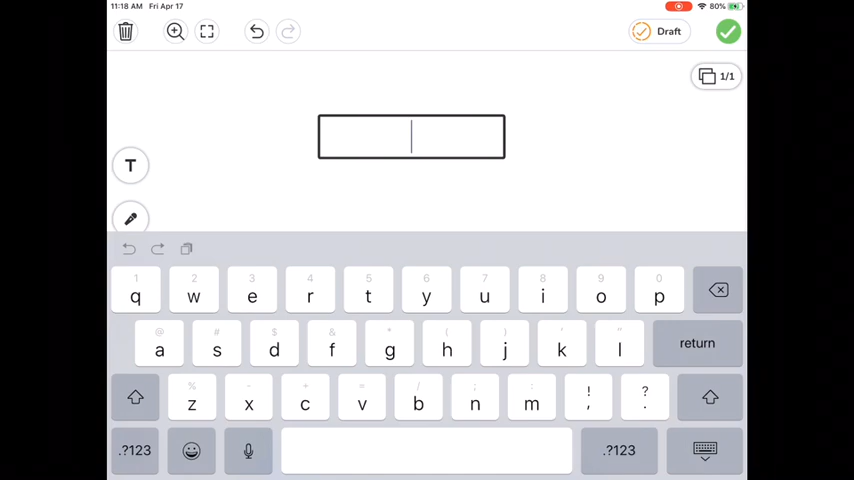 11:18 AM Fri Apr 17
80%
Draft
1/1
T
1 2 3 4 5 6 7 8 9 0
q w e r t y u i o p
@ # $ & * ( ) ' "
a s d f g h j k l return
% - + = / ; : ! ?
z x c v b n m , .
.?123 .?123